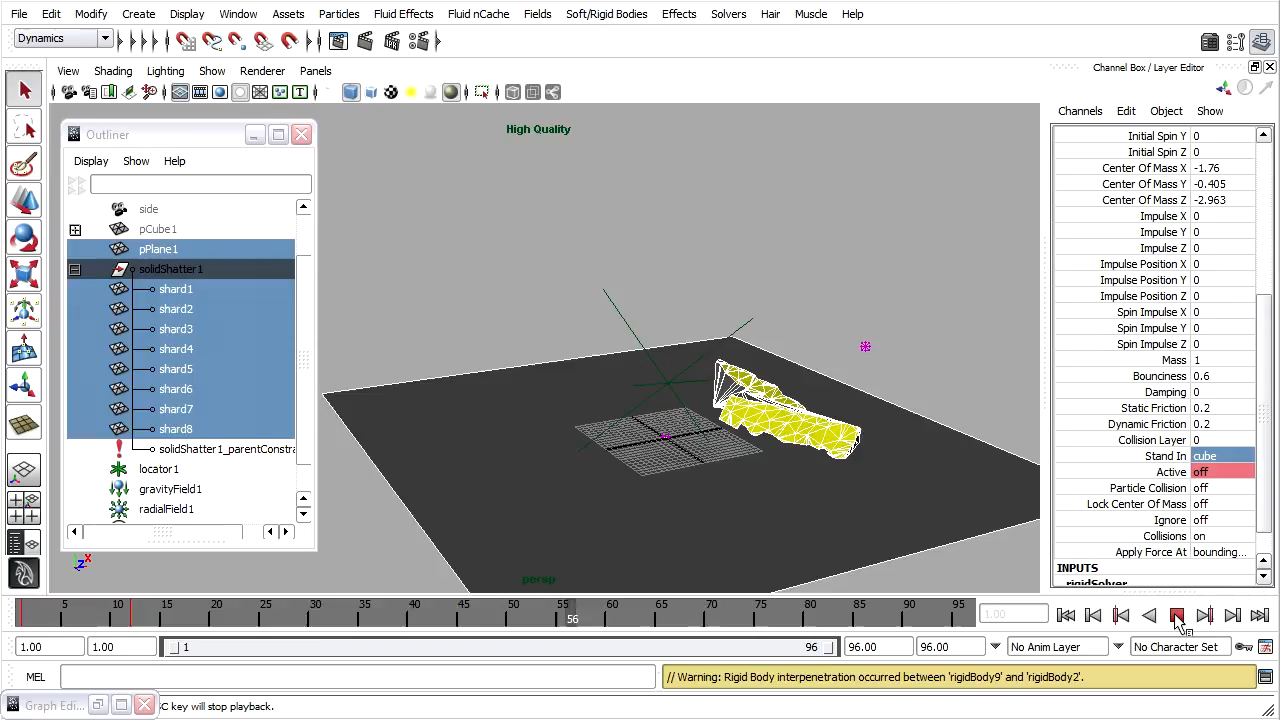 File Edit Modify Create Display Window Assets Particles Fluid Effects Fluid nCache Fields Soft/Rigid Bodies Effects Solvers Hair Muscle Help
Dynamics
View Shading Lighting Show Renderer Panels
Channel Box / Layer Editor
Channels Edit Object Show
High Quality
Outliner
Display Show Help
side
pCube1
pPlane1
solidShatter1
shard1
shard2
shard3
shard4
shard5
shard6
shard7
shard8
solidShatter1_parentConstra
locator1
gravityField1
radialField1
Initial Spin Y 0
Initial Spin Z 0
Center Of Mass X -1.76
Center Of Mass Y -0.405
Center Of Mass Z -2.963
Impulse X 0
Impulse Y 0
Impulse Z 0
Impulse Position X 0
Impulse Position Y 0
Impulse Position Z 0
Spin Impulse X 0
Spin Impulse Y 0
Spin Impulse Z 0
Mass 1
Bounciness 0.6
Damping 0
Static Friction 0.2
Dynamic Friction 0.2
Collision Layer 0
Stand In cube
Active off
Particle Collision off
Lock Center Of Mass off
Ignore off
Collisions on
Apply Force At bounding...
INPUTS
rigidSolver
Z X
persp
5 10 15 20 25 30 35 40 45 50 56 60 65 70 75 80 85 90 95
1.00
1.00 1.00 1 96 96.00 96.00 No Anim Layer No Character Set
MEL
// Warning: Rigid Body interpenetration occurred between 'rigidBody9' and 'rigidBody2'.
Graph Edi... C key will stop playback.